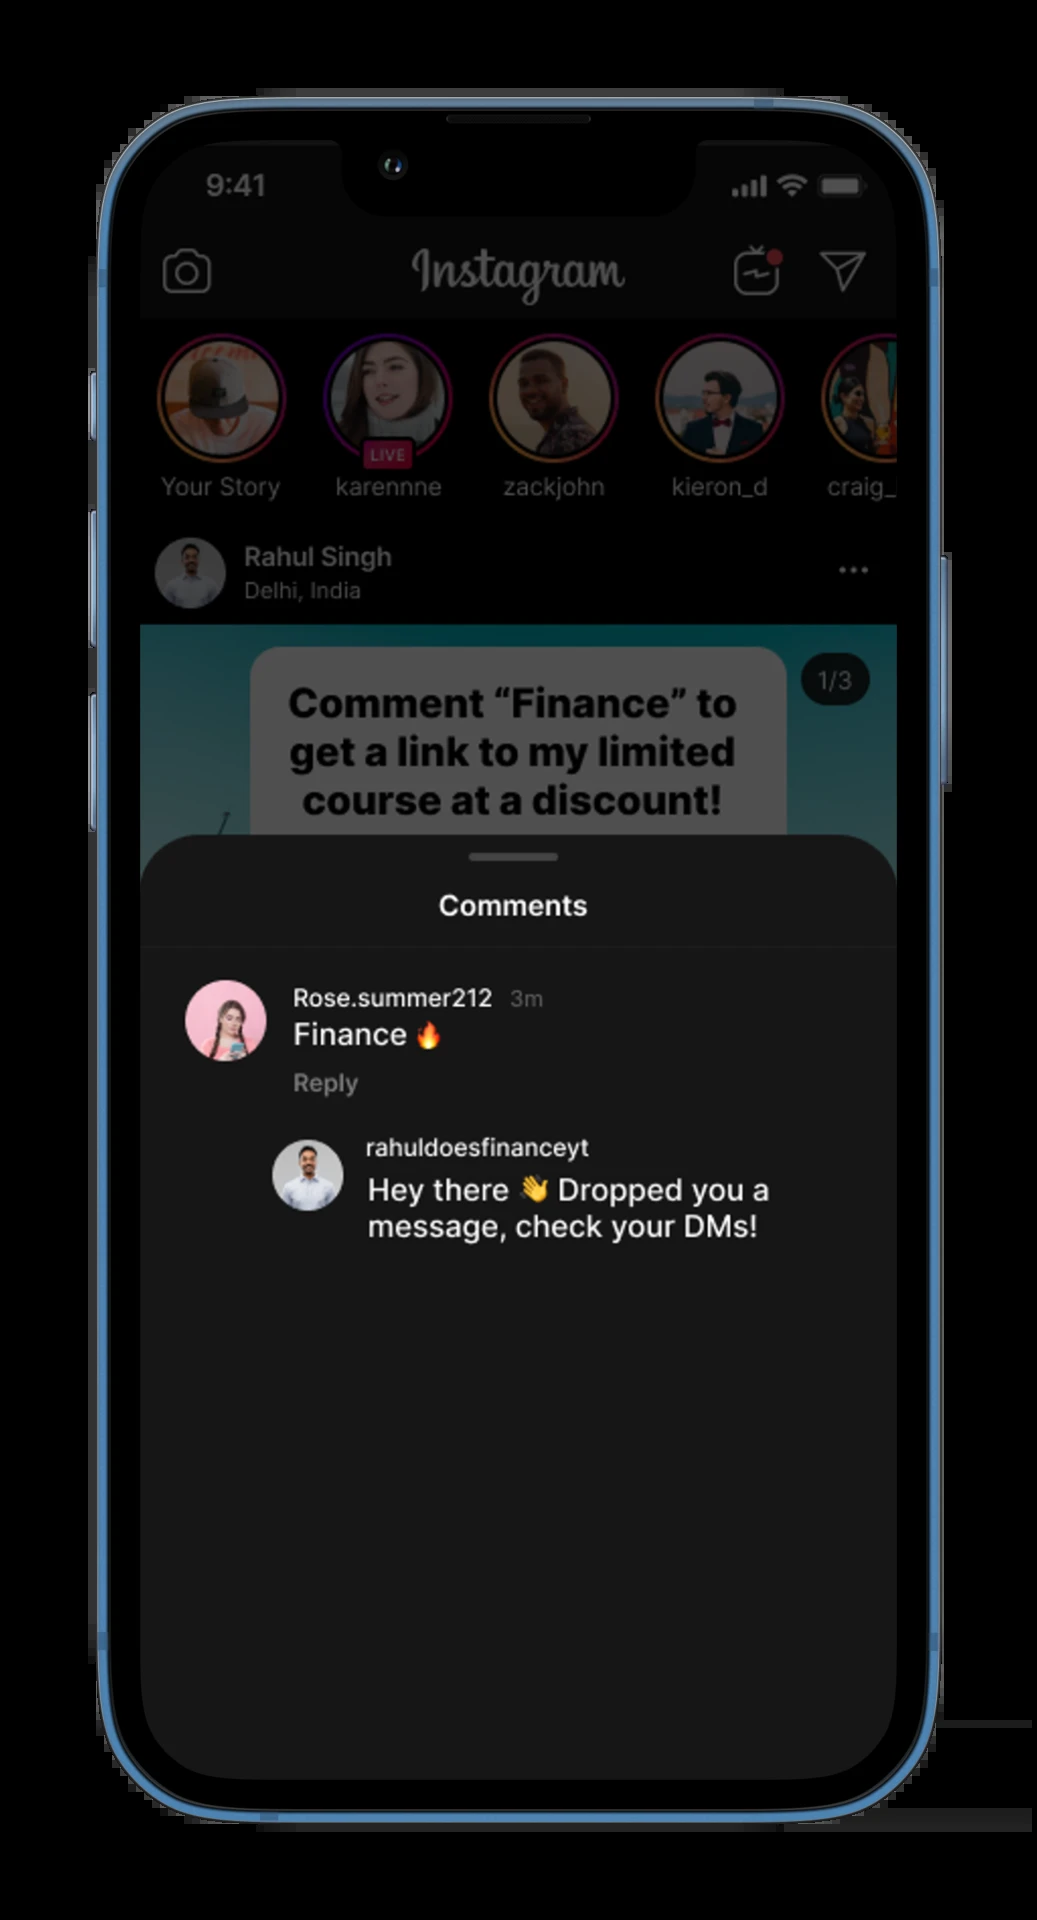 9:41
Instagram
LIVE
Your Story
karennne
zackjohn
kieron_d
craig_
Rahul Singh
Delhi, India
1/3
Comment “Finance” to
get a link to my limited
course at a discount!
Comments
Rose.summer212 3m
Finance 🔥
Reply
rahuldoesfinanceyt
Hey there 👋 Dropped you a
message, check your DMs!